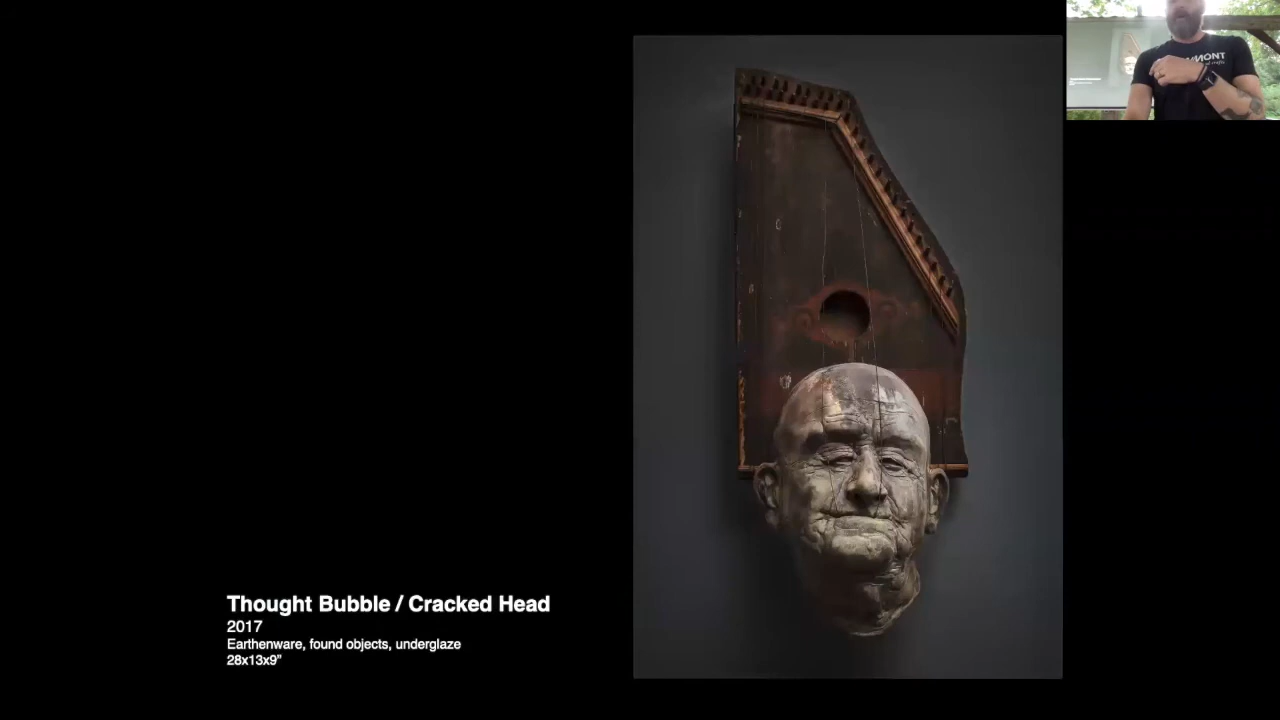 Thought Bubble / Cracked Head
2017
Earthenware, found objects, underglaze
28x13x9"